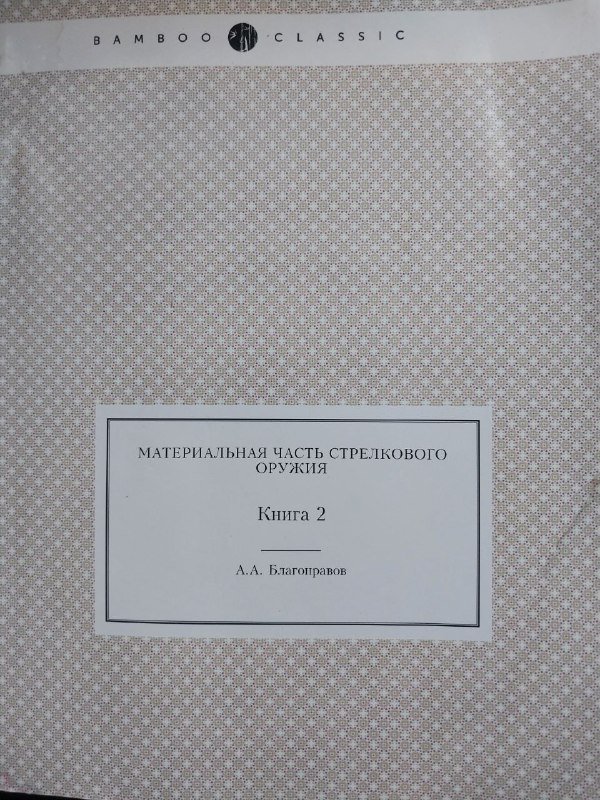 BAMBOO CLASSIC
МАТЕРИАЛЬНАЯ ЧАСТЬ СТРЕЛКОВОГО
ОРУЖИЯ
Книга 2
А.А. Благонравов